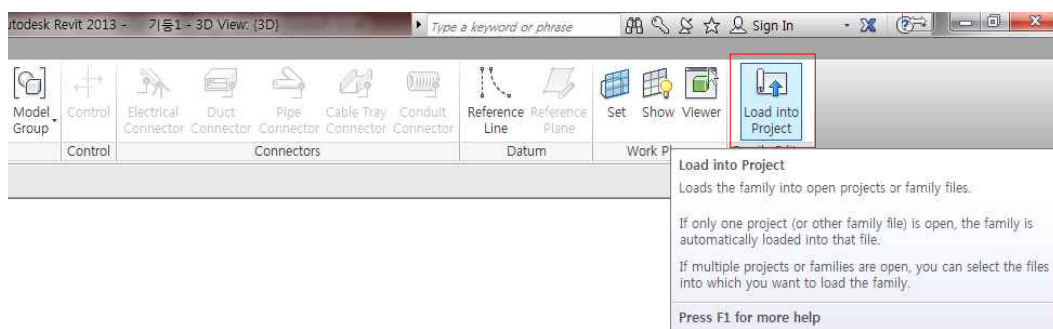 utodesk Revit 2013 - 기둥1 - 3D View: {3D} Type a keyword or phrase Sign In
Model Group Control Electrical Connector Duct Connector Pipe Connector Cable Tray Connector Conduit Connector Reference Line Reference Plane Set Show Viewer Load into Project
Control Connectors Datum Work Pl
Load into Project
Loads the family into open projects or family files.
If only one project (or other family file) is open, the family is
automatically loaded into that file.
If multiple projects or families are open, you can select the files
into which you want to load the family.
Press F1 for more help